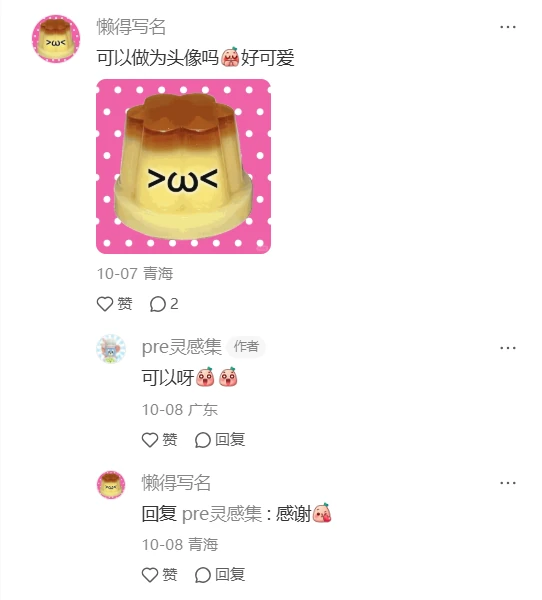 懒得写名
可以做为头像吗好可爱
>ω<
10-07 青海
赞 2
pre灵感集 作者
可以呀
10-08 广东
赞 回复
懒得写名
回复 pre灵感集 : 感谢
10-08 青海
赞 回复